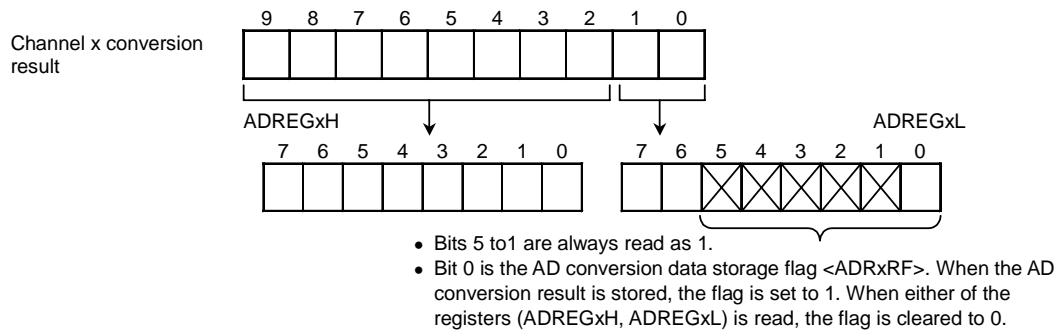 9 8 7 6 5 4 3 2 1 0
Channel x conversion
result
ADREGxH
ADREGxL
7 6 5 4 3 2 1 0
7 6 5 4 3 2 1 0
• Bits 5 to1 are always read as 1.
• Bit 0 is the AD conversion data storage flag <ADRxRF>. When the AD
conversion result is stored, the flag is set to 1. When either of the
registers (ADREGxH, ADREGxL) is read, the flag is cleared to 0.